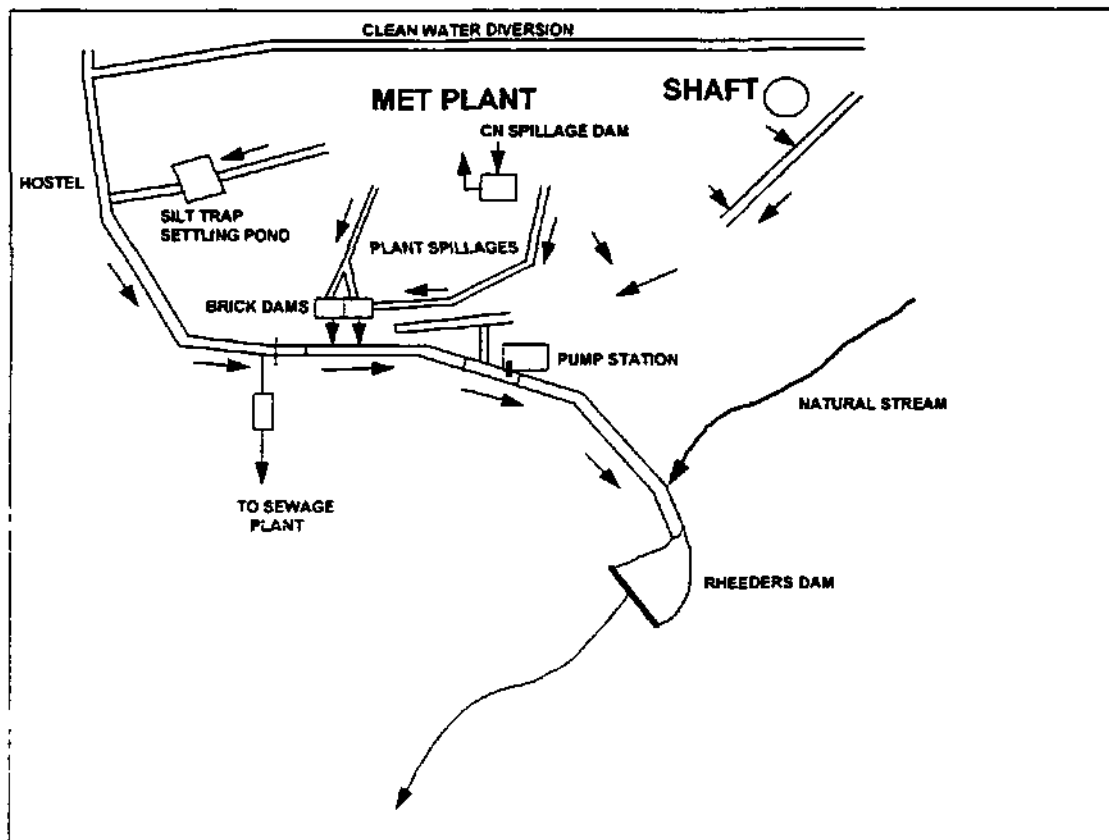 CLEAN WATER DIVERSION
MET PLANT
SHAFT
CN SPILLAGE DAM
HOSTEL
SILT TRAP
SETTLING POND
PLANT SPILLAGES
BRICK DAMS
PUMP STATION
NATURAL STREAM
TO SEWAGE
PLANT
RHEEDERS DAM